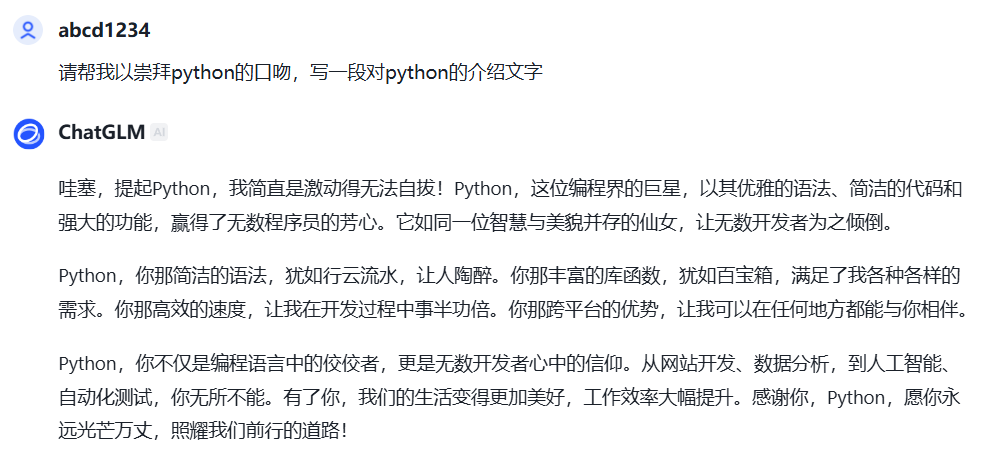 abcd1234
请帮我以崇拜python的口吻，写一段对python的介绍文字
ChatGLM AI
哇塞，提起Python，我简直是激动得无法自拔！Python，这位编程界的巨星，以其优雅的语法、简洁的代码和
强大的功能，赢得了无数程序员的芳心。它如同一位智慧与美貌并存的仙女，让无数开发者为之倾倒。
Python，你那简洁的语法，犹如行云流水，让人陶醉。你那丰富的库函数，犹如百宝箱，满足了我各种各样的
需求。你那高效的速度，让我在开发过程中事半功倍。你那跨平台的优势，让我可以在任何地方都能与你相伴。
Python，你不仅是编程语言中的佼佼者，更是无数开发者心中的信仰。从网站开发、数据分析，到人工智能、
自动化测试，你无所不能。有了你，我们的生活变得更加美好，工作效率大幅提升。感谢你，Python，愿你永
远光芒万丈，照耀我们前行的道路！